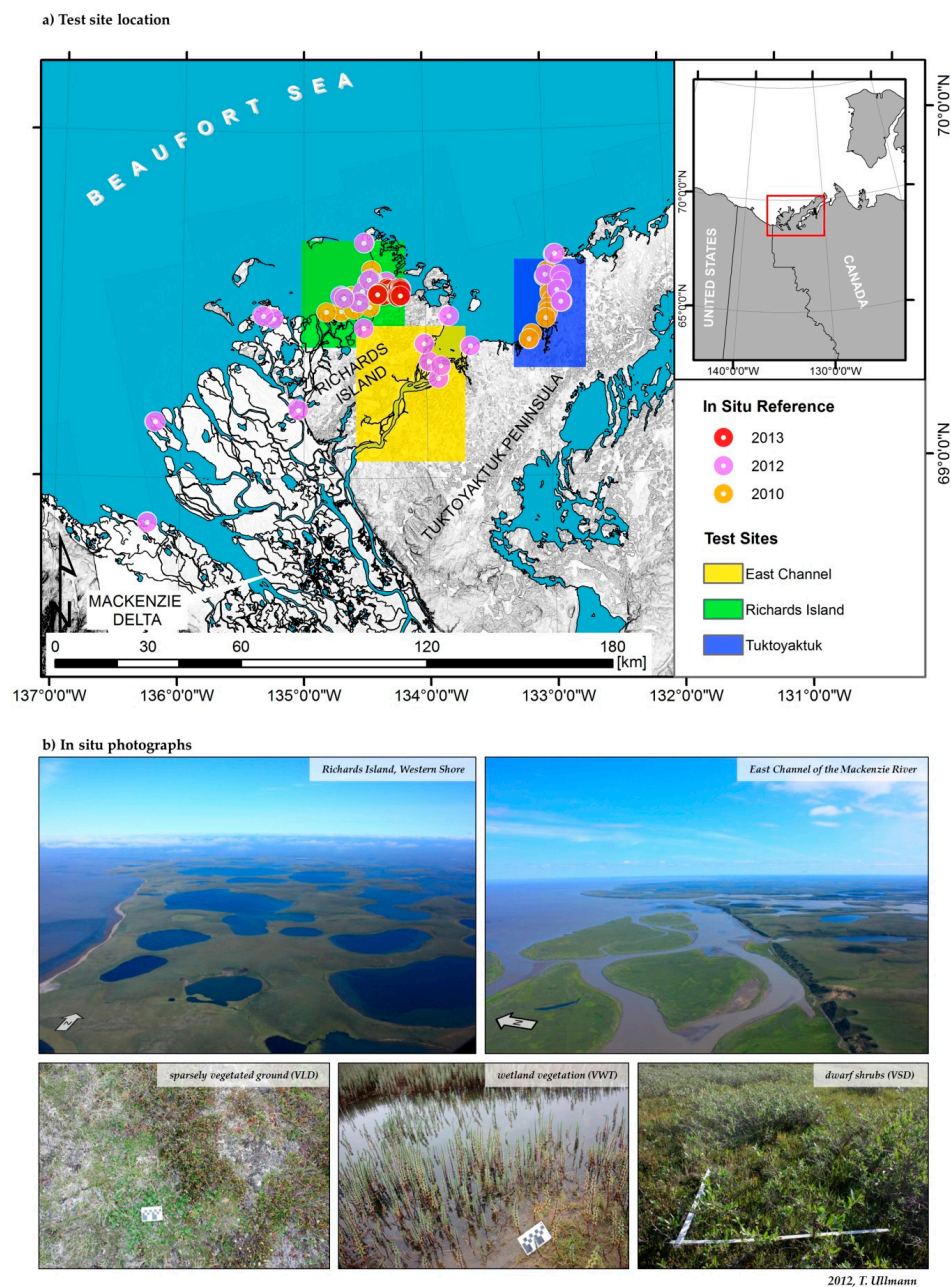 a) Test site location
BEAUFORT SEA
RICHARDS
ISLAND
TUKTOYAKTUK PENINSULA
MACKENZIE
DELTA
0 30 60 120 180
[km]
137°0'0"W 136°0'0"W 135°0'0"W 134°0'0"W 133°0'0"W 132°0'0"W 131°0'0"W
70°0'0"N
69°0'0"N
70°0'0"N
65°0'0"N
UNITED STATES
CANADA
140°0'0"W 130°0'0"W
In Situ Reference
2013
2012
2010
Test Sites
East Channel
Richards Island
Tuktoyaktuk
b) In situ photographs
Richards Island, Western Shore
East Channel of the Mackenzie River
N
N
sparsely vegetated ground (VLD)
wetland vegetation (VWT)
dwarf shrubs (VSD)
2012, T. Ullmann